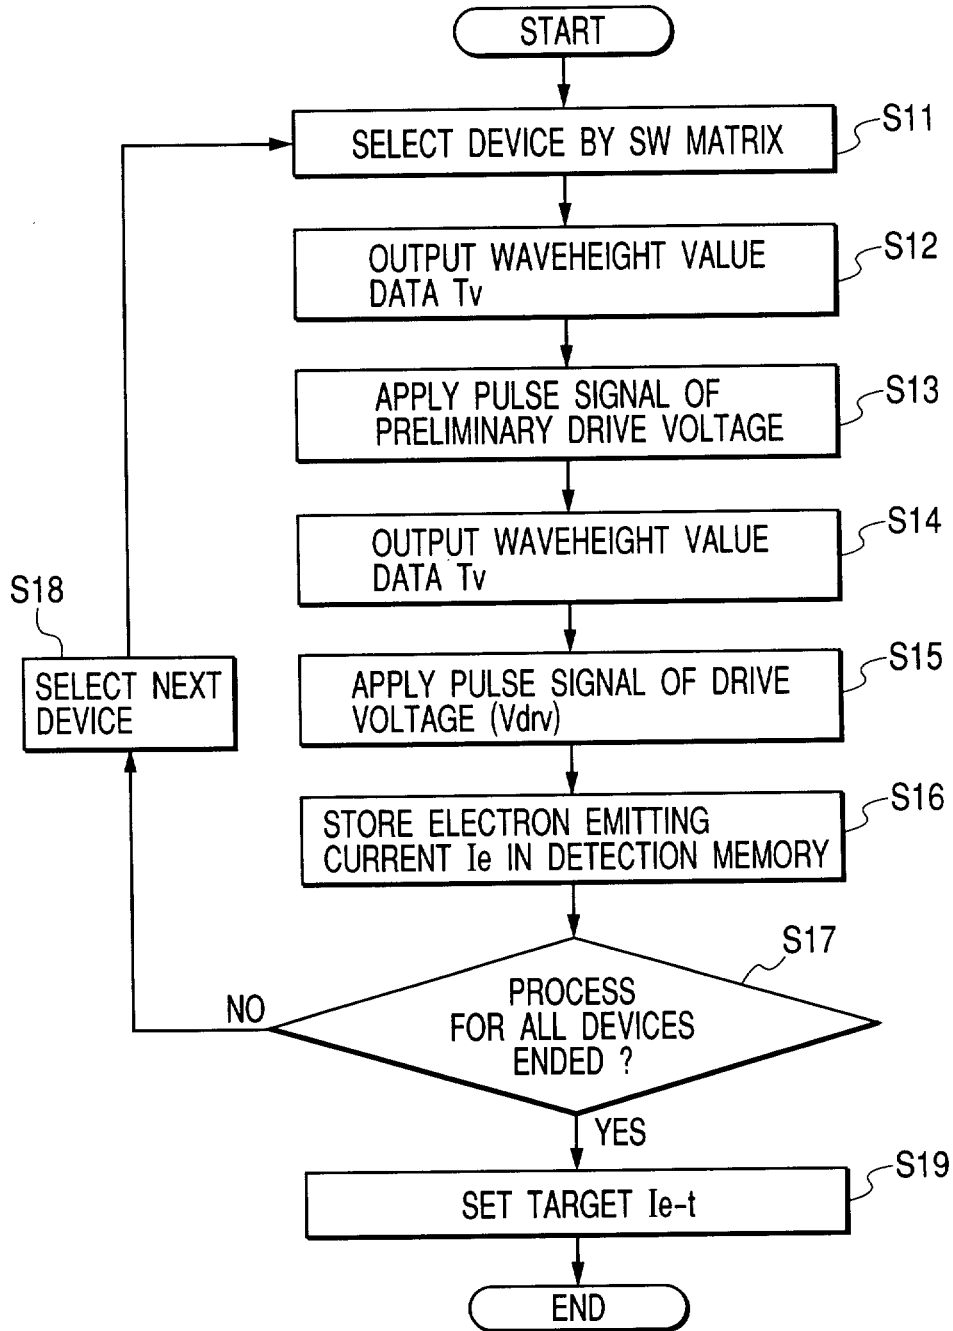 START
S11
SELECT DEVICE BY SW MATRIX
S12
OUTPUT WAVEHEIGHT VALUE
DATA Tv
S13
APPLY PULSE SIGNAL OF
PRELIMINARY DRIVE VOLTAGE
S14
OUTPUT WAVEHEIGHT VALUE
DATA Tv
S18
SELECT NEXT
DEVICE
S15
APPLY PULSE SIGNAL OF DRIVE
VOLTAGE (Vdrv)
S16
STORE ELECTRON EMITTING
CURRENT Ie IN DETECTION MEMORY
S17
PROCESS
FOR ALL DEVICES
ENDED ?
NO
YES
S19
SET TARGET Ie-t
END